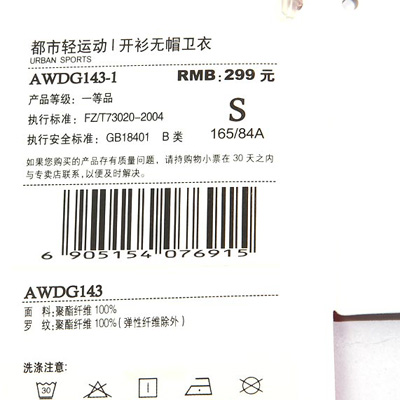 都市轻运动 | 开衫无帽卫衣
URBAN SPORTS
AWDG143-1 RMB: 299 元
产品等级: 一等品
S
执行标准: FZ/T73020-2004
165/84A
执行安全标准: GB18401 B 类
如果您购买的产品存有质量问题，请持购物小票在 30 天之内
与专卖店联系，以便及时解决。
6 905154 076915
AWDG143
面 料: 聚酯纤维 100%
罗 纹: 聚酯纤维 100% (弹性纤维除外)
洗涤注意:
30